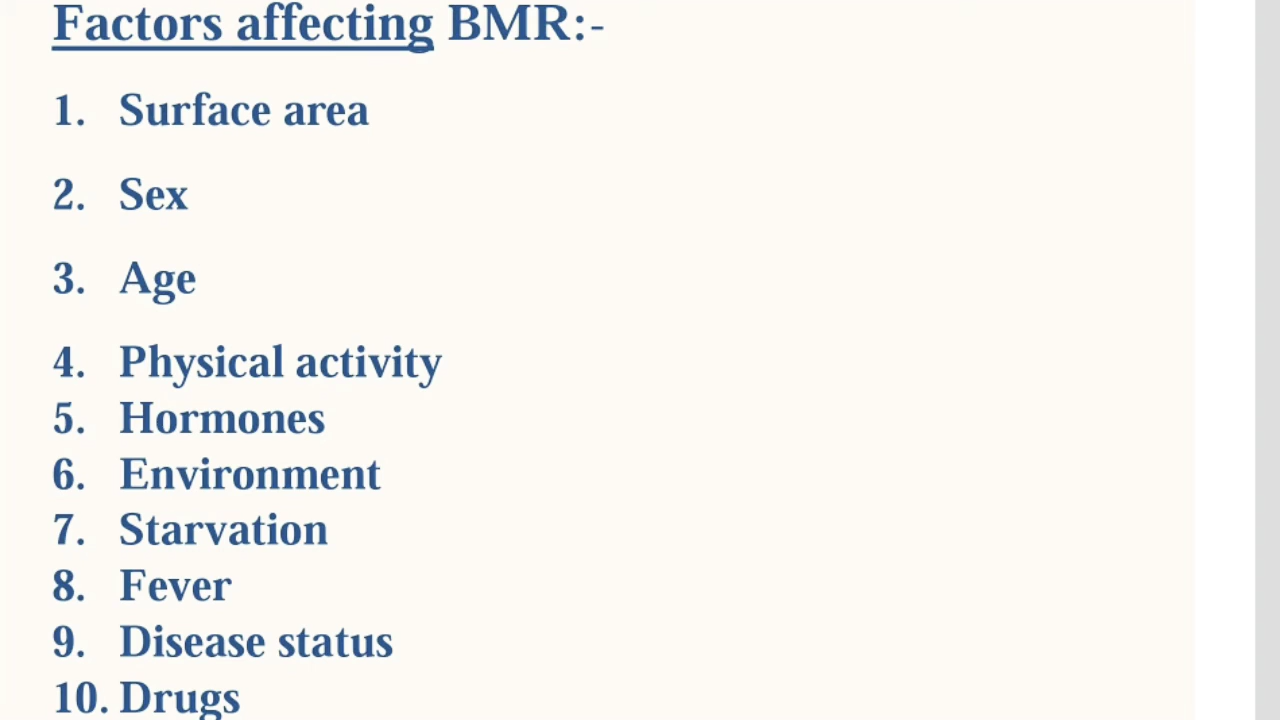 Factors affecting BMR:-
1. Surface area
2. Sex
3. Age
4. Physical activity
5. Hormones
6. Environment
7. Starvation
8. Fever
9. Disease status
10. Drugs